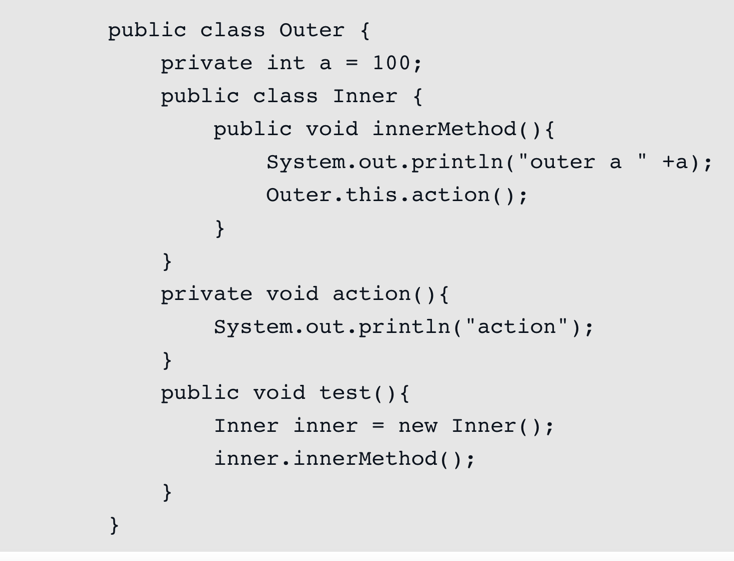 public class Outer {
    private int a = 100;
    public class Inner {
        public void innerMethod(){
            System.out.println("outer a " +a);
            Outer.this.action();
        }
    }
    private void action(){
        System.out.println("action");
    }
    public void test(){
        Inner inner = new Inner();
        inner.innerMethod();
    }
}